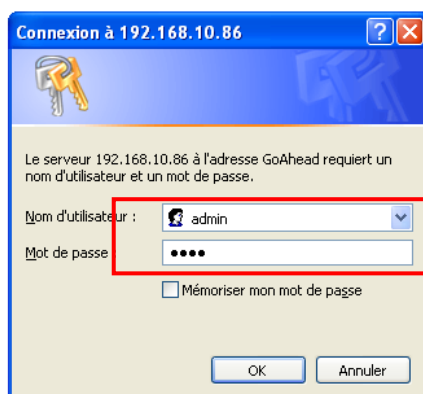 Connexion à 192.168.10.86
Le serveur 192.168.10.86 à l'adresse GoAhead requiert un
nom d'utilisateur et un mot de passe.
Nom d'utilisateur :
admin
Mot de passe :
••••
Mémoriser mon mot de passe
OK
Annuler